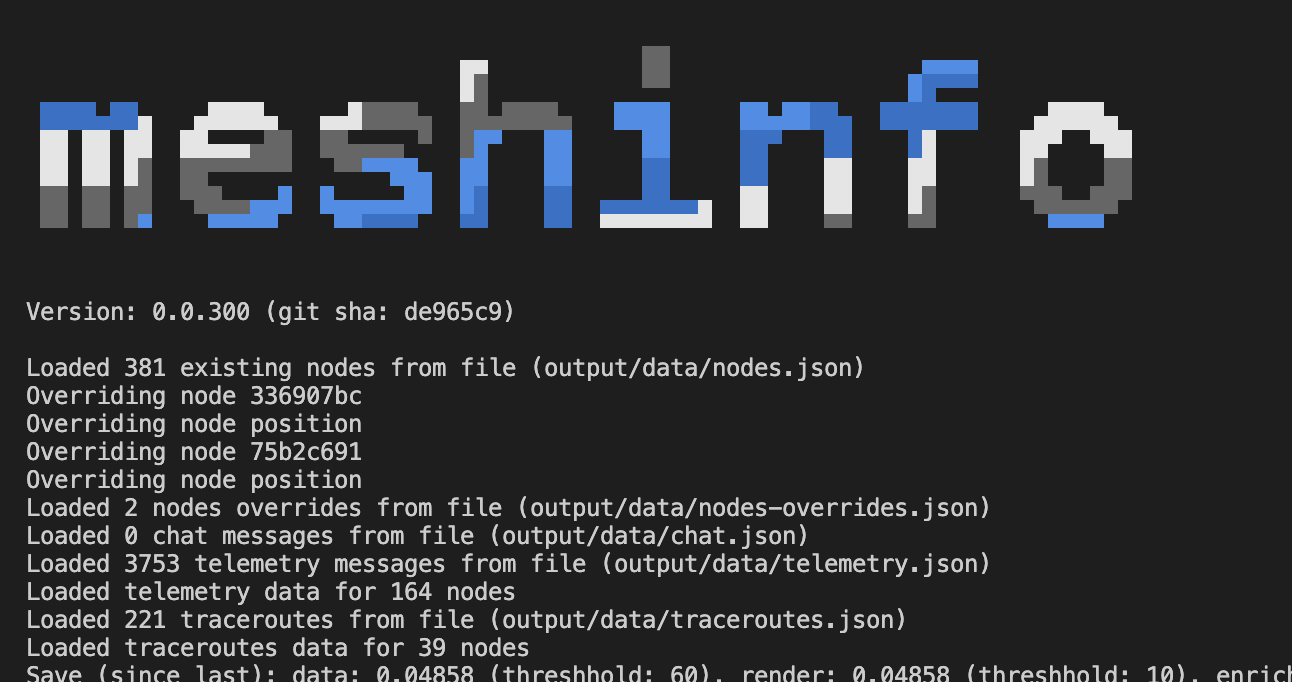 meshinfo
Version: 0.0.300 (git sha: de965c9)
Loaded 381 existing nodes from file (output/data/nodes.json)
Overriding node 336907bc
Overriding node position
Overriding node 75b2c691
Overriding node position
Loaded 2 nodes overrides from file (output/data/nodes-overrides.json)
Loaded 0 chat messages from file (output/data/chat.json)
Loaded 3753 telemetry messages from file (output/data/telemetry.json)
Loaded telemetry data for 164 nodes
Loaded 221 traceroutes from file (output/data/traceroutes.json)
Loaded traceroutes data for 39 nodes
Save (since last): data: 0.04858 (threshhold: 60), render: 0.04858 (threshhold: 10), enrich